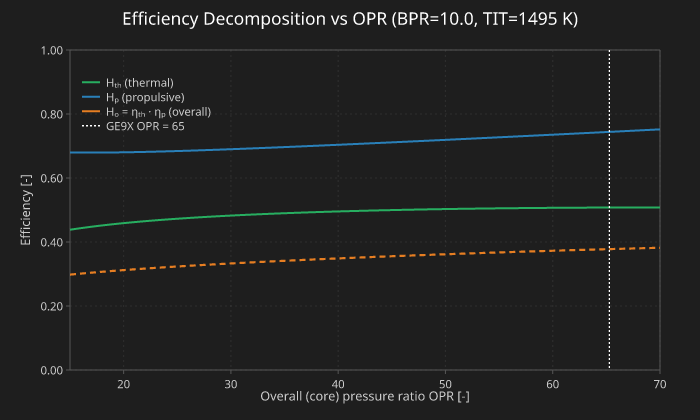 Efficiency Decomposition vs OPR (BPR=10.0, TIT=1495 K)
1.00
0.80
0.60
0.40
0.20
0.00
Efficiency [-]
Hₜₕ (thermal)
Hₚ (propulsive)
Hₒ = ηₜₕ · ηₚ (overall)
GE9X OPR = 65
20
30
40
50
60
70
Overall (core) pressure ratio OPR [-]